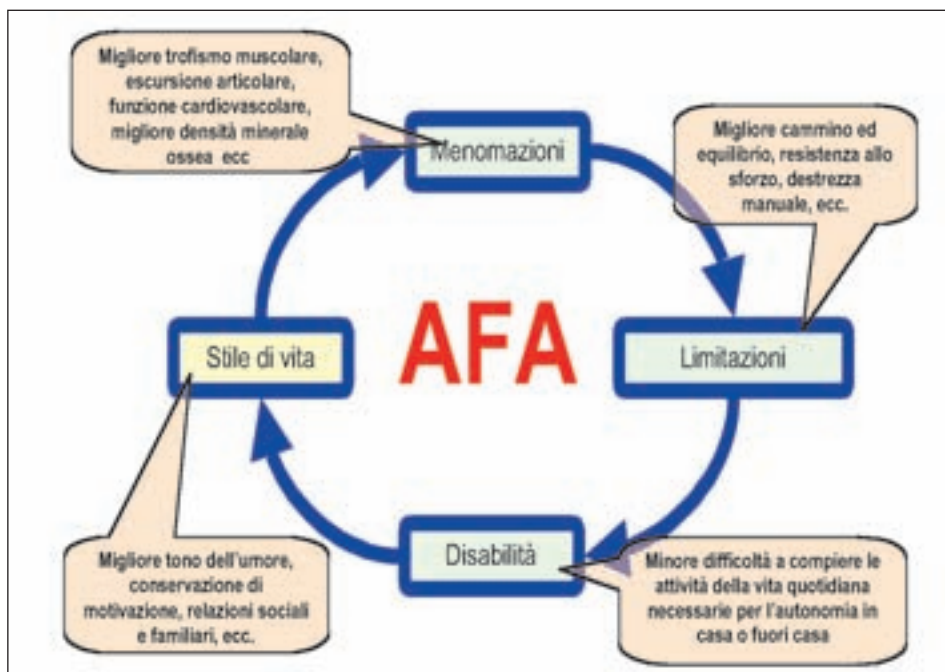 Migliore trofismo muscolare,
escursione articolare,
funzione cardiovascolare,
migliore densità minerale
ossea ecc
Menomazioni
Migliore cammino ed
equilibrio, resistenza allo
sforzo, destrezza
manuale, ecc.
Stile di vita
AFA
Limitazioni
Disabilità
Migliore tono dell'umore,
conservazione di
motivazione, relazioni sociali
e familiari, ecc.
Minore difficoltà a compiere le
attività della vita quotidiana
necessarie per l'autonomia in
casa o fuori casa